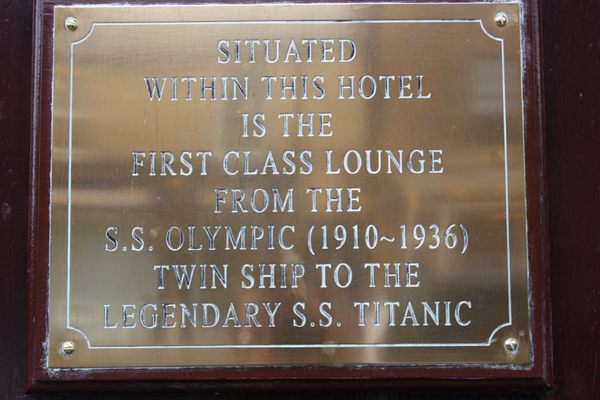 SITUATED
WITHIN THIS HOTEL
IS THE
FIRST CLASS LOUNGE
FROM THE
S.S. OLYMPIC (1910~1936)
TWIN SHIP TO THE
LEGENDARY S.S. TITANIC